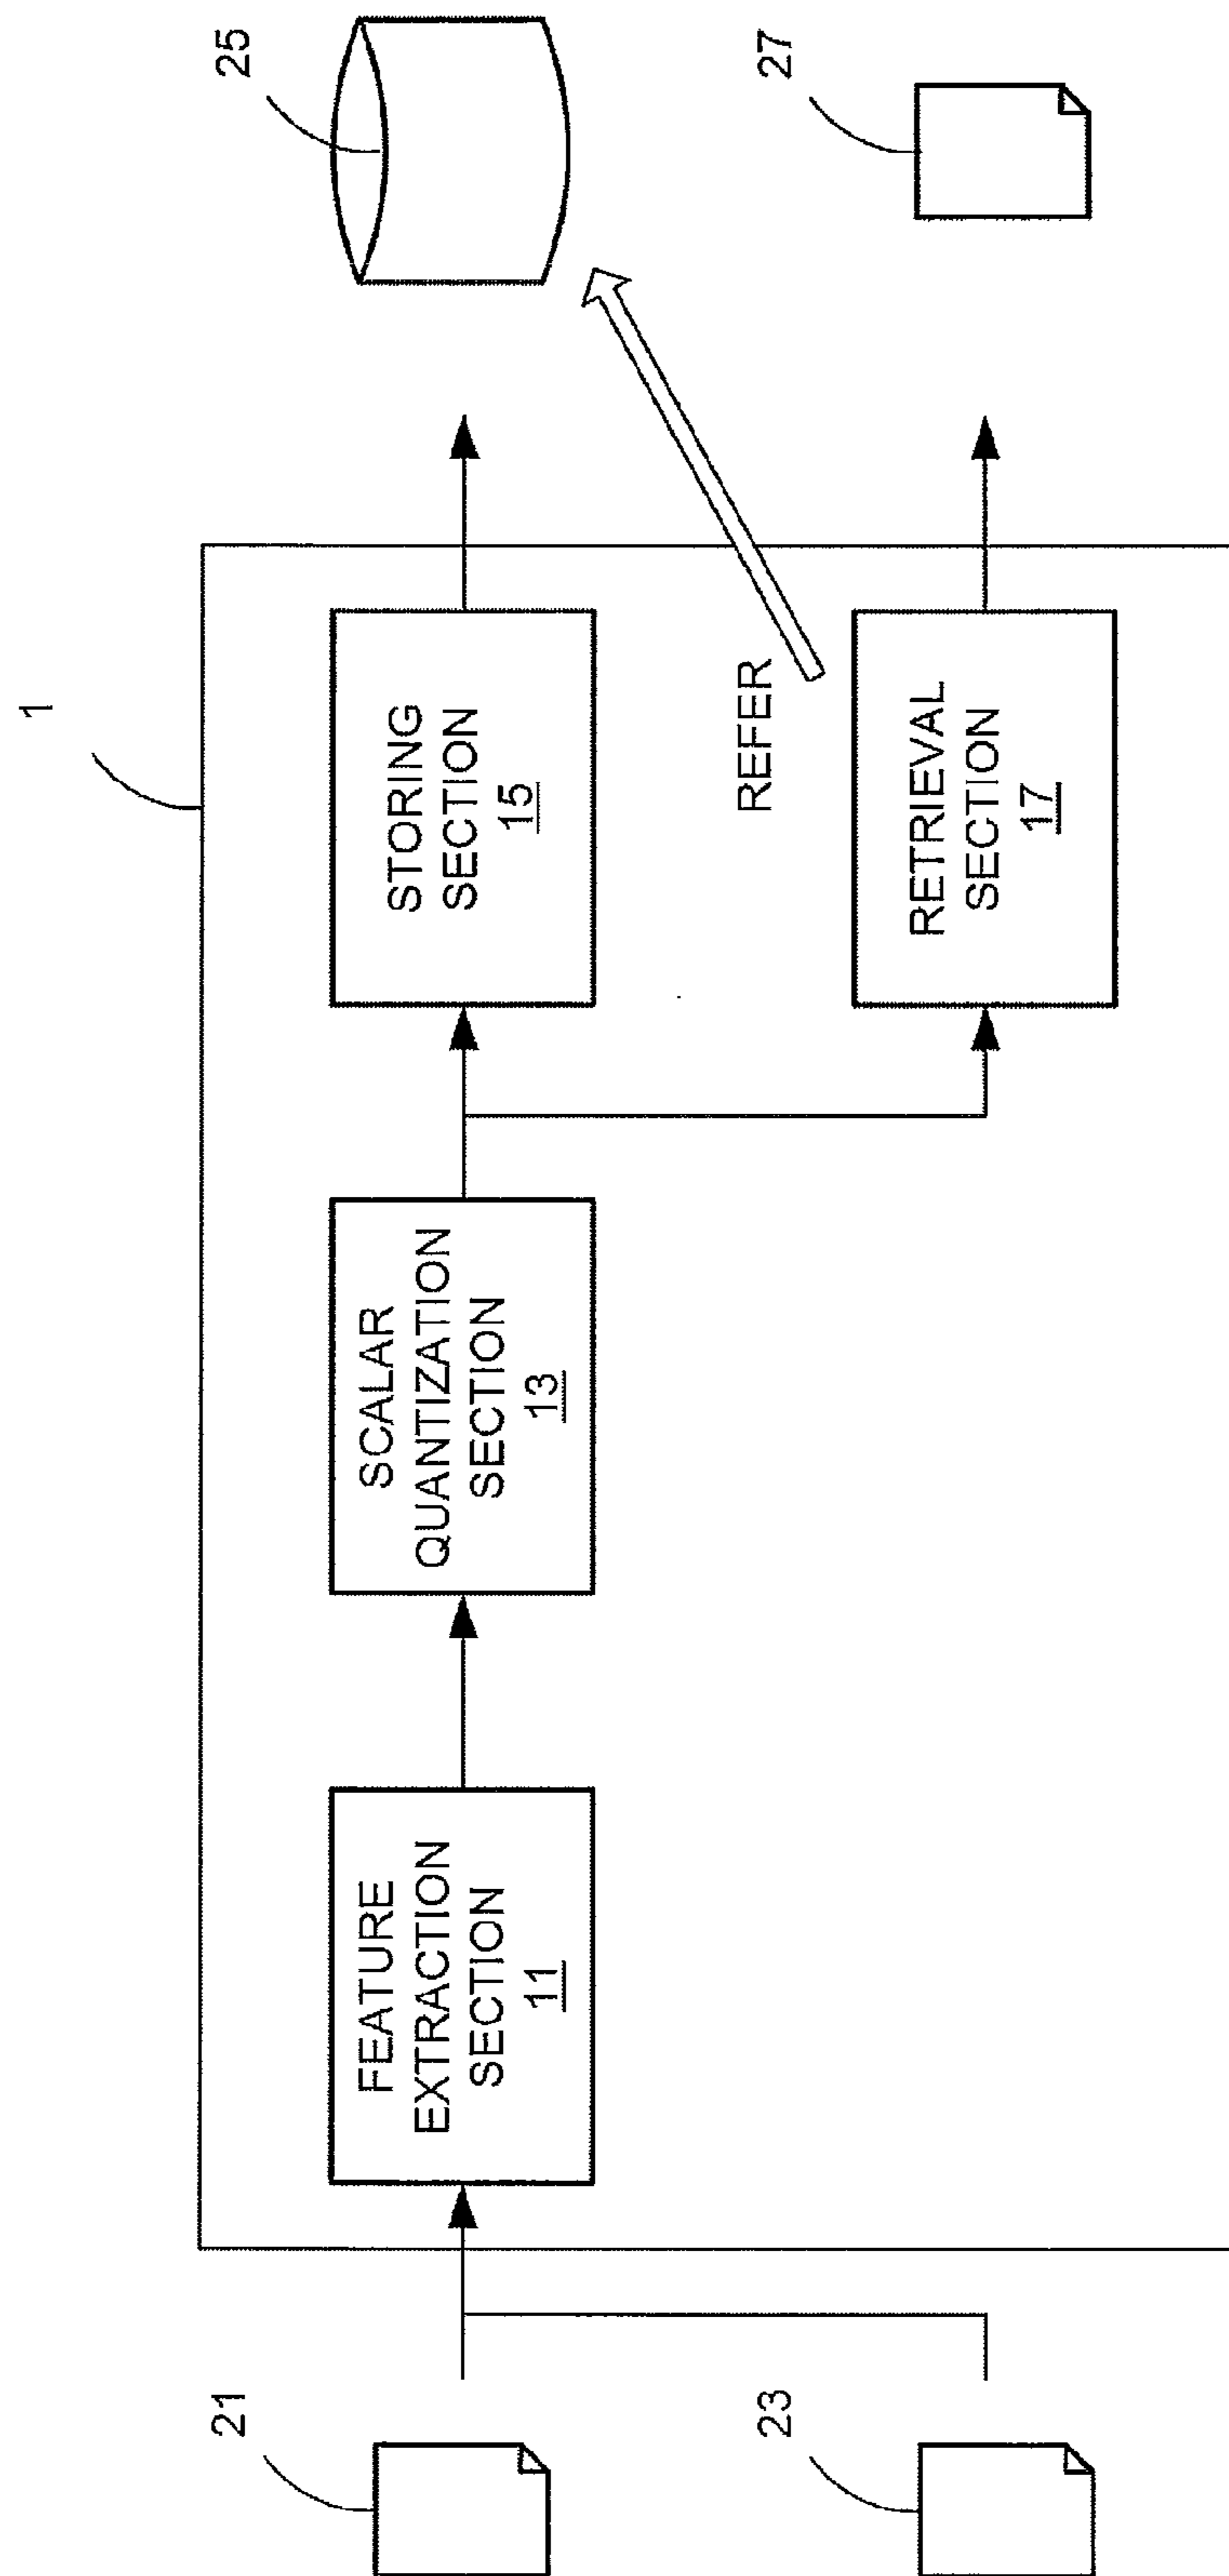 1
21
23
FEATURE
EXTRACTION
SECTION
11
SCALAR
QUANTIZATION
SECTION
13
STORING
SECTION
15
REFER
RETRIEVAL
SECTION
17
25
27